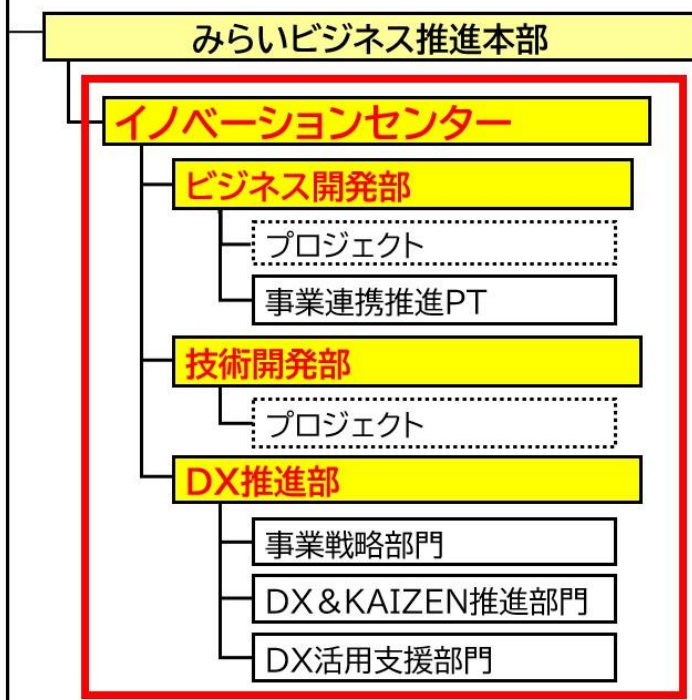 みらいビジネス推進本部
イノベーションセンター
ビジネス開発部
プロジェクト
事業連携推進PT
技術開発部
プロジェクト
DX推進部
事業戦略部門
DX&KAIZEN推進部門
DX活用支援部門